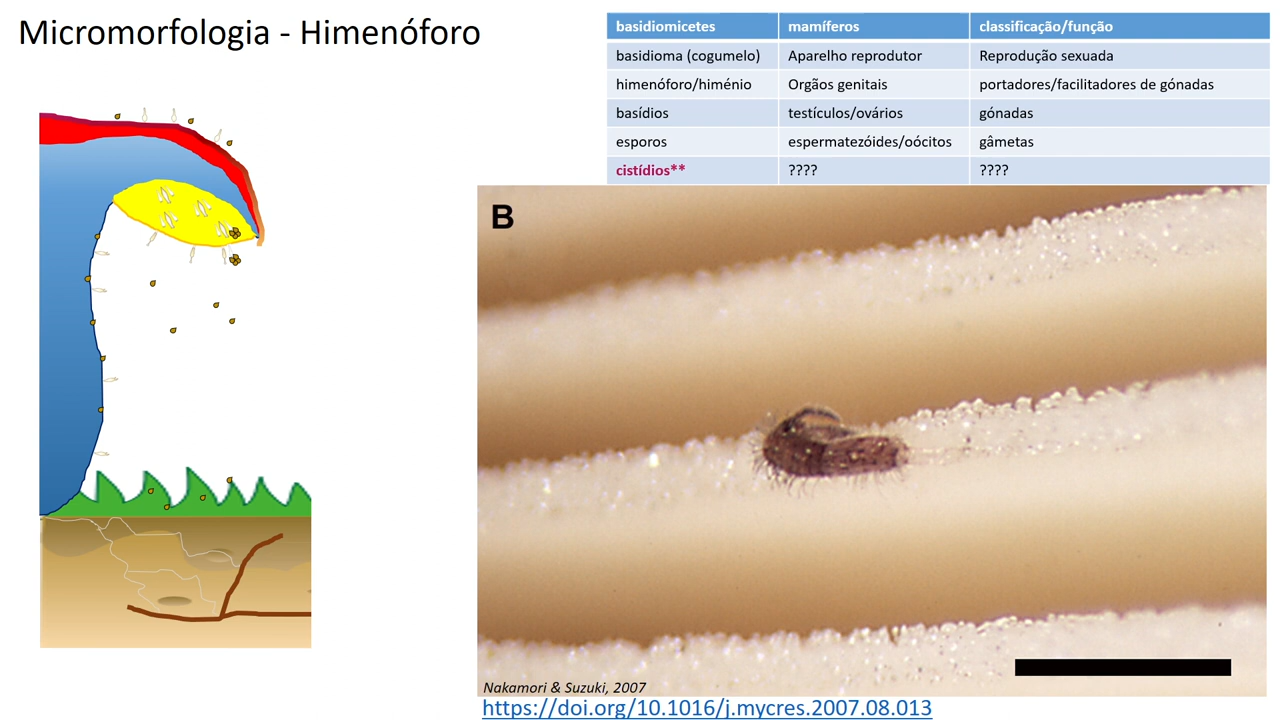 Micromorfologia - Himenóforo
basidiomicetes mamíferos classificação/função
basidioma (cogumelo) Aparelho reprodutor Reprodução sexuada
himenóforo/himénio Orgãos genitais portadores/facilitadores de gónadas
basídios testículos/ovários gónadas
esporos espermatezóides/oócitos gâmetas
cistídios** ???? ????
B
Nakamori & Suzuki, 2007
https://doi.org/10.1016/j.mycres.2007.08.013